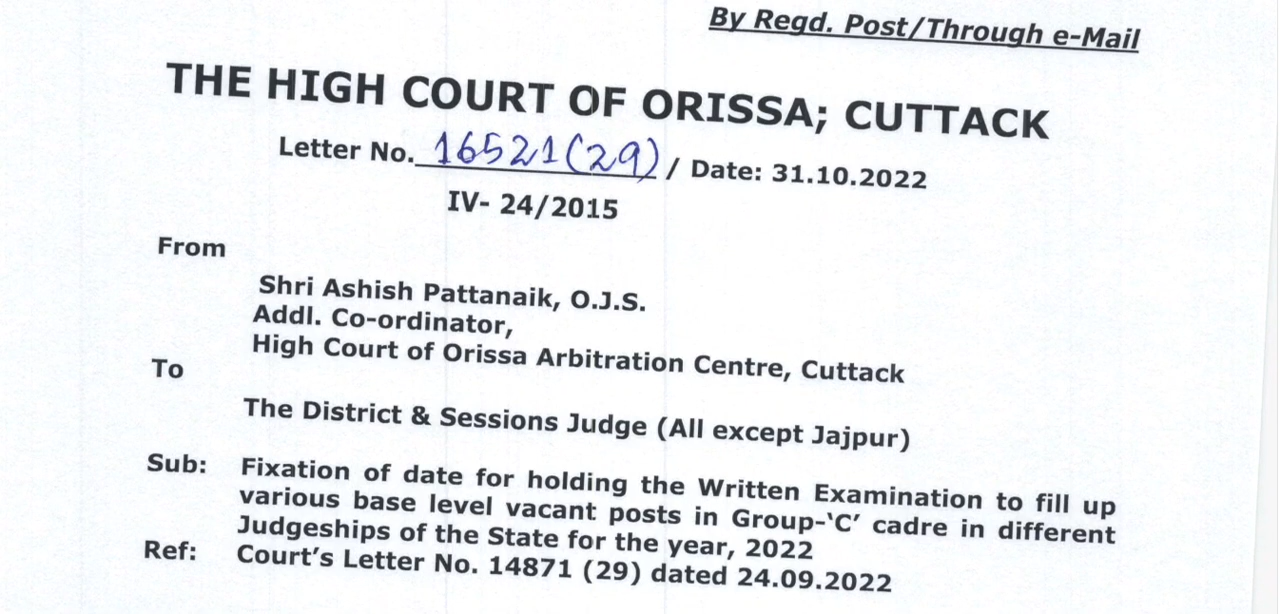 By Regd. Post/Through e-Mail
THE HIGH COURT OF ORISSA; CUTTACK
Letter No. 16521(29) / Date: 31.10.2022
IV- 24/2015
From
Shri Ashish Pattanaik, O.J.S.
Addl. Co-ordinator,
High Court of Orissa Arbitration Centre, Cuttack
To
The District & Sessions Judge (All except Jajpur)
Sub: Fixation of date for holding the Written Examination to fill up
various base level vacant posts in Group-‘C’ cadre in different
Judgeships of the State for the year, 2022
Ref: Court’s Letter No. 14871 (29) dated 24.09.2022